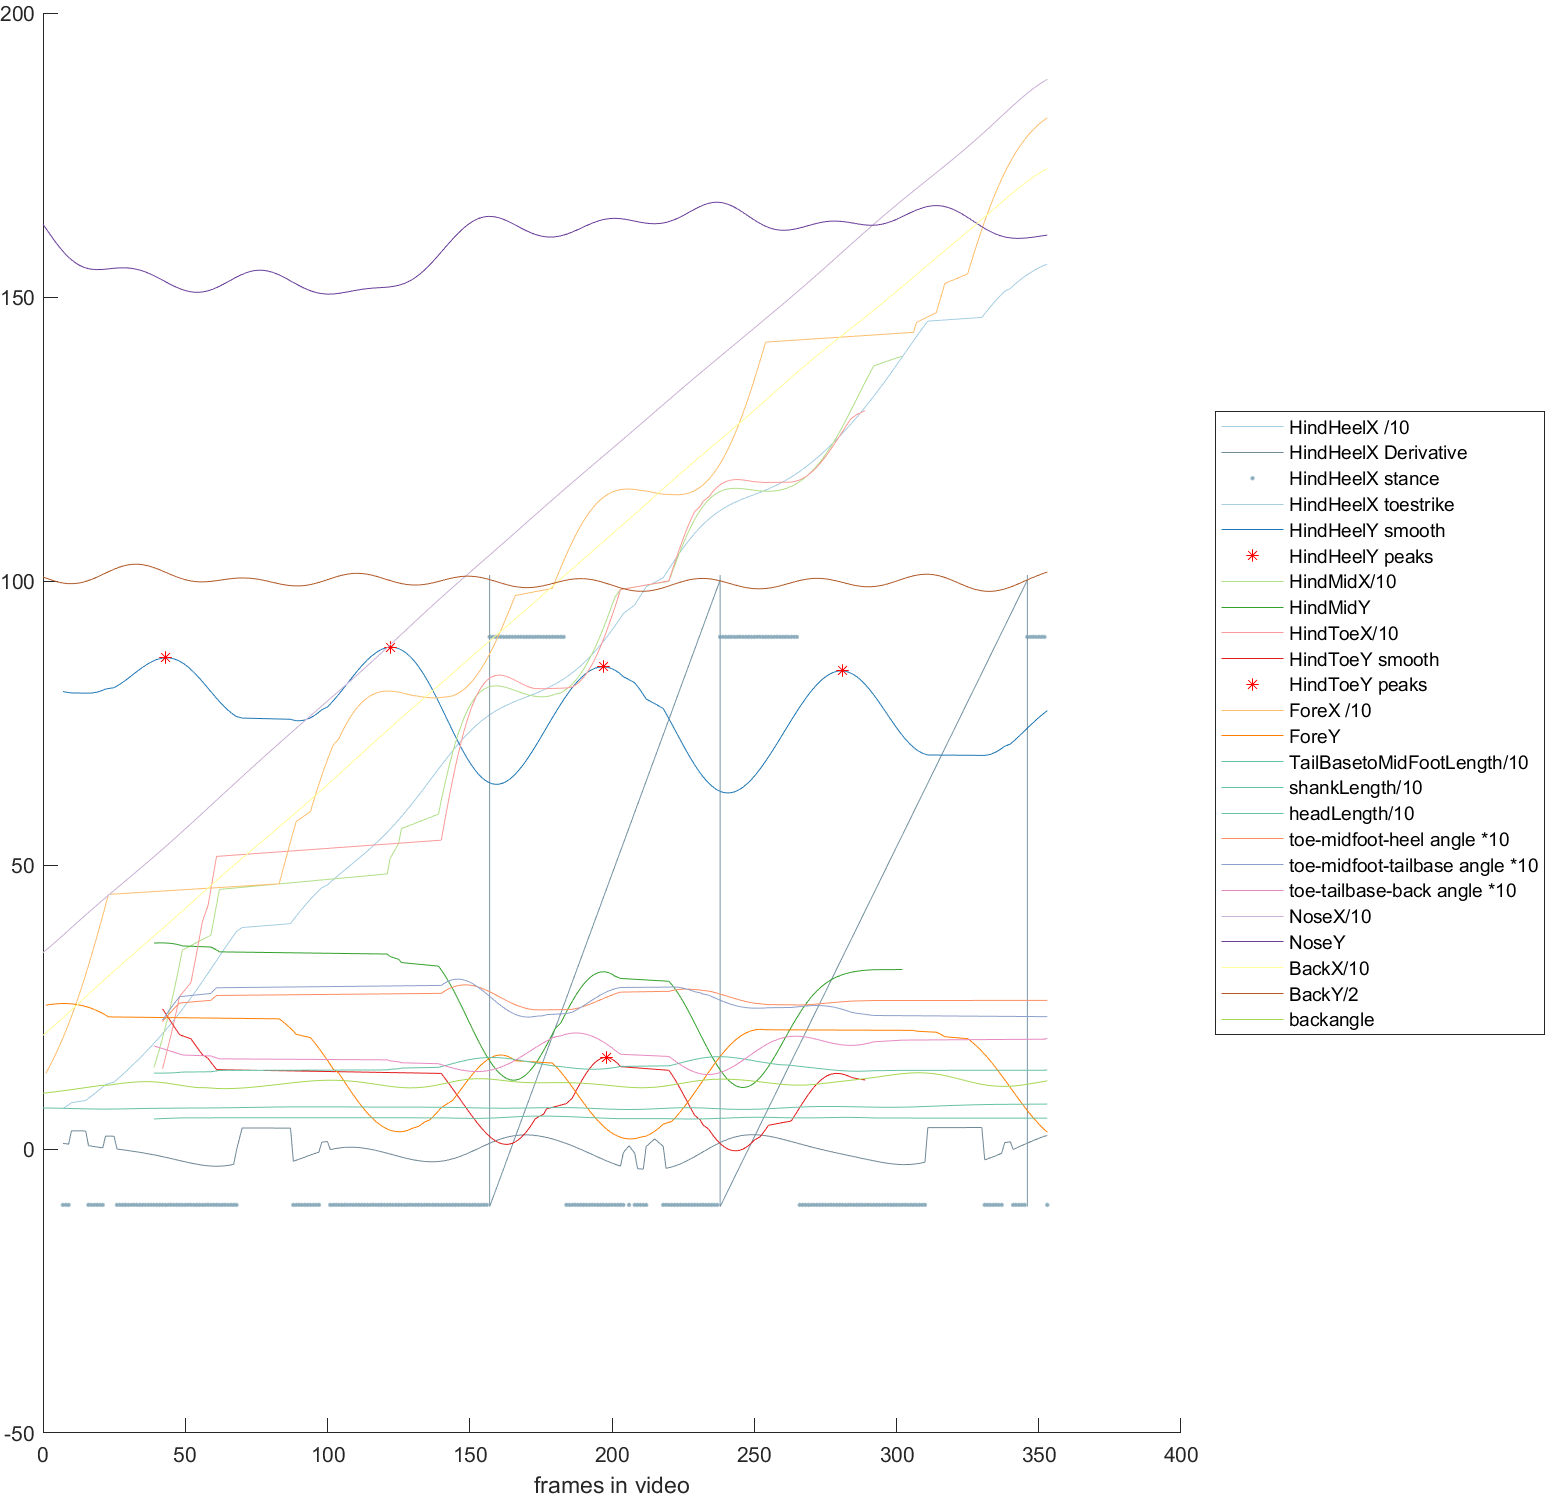 200
150
100
50
0
-50
0 50 100 150 200 250 300 350 400
frames in video
HindHeelX /10
HindHeelX Derivative
HindHeelX stance
HindHeelX toestrike
HindHeelY smooth
HindHeelY peaks
HindMidX/10
HindMidY
HindToeX/10
HindToeY smooth
HindToeY peaks
ForeX /10
ForeY
TailBasetoMidFootLength/10
shankLength/10
headLength/10
toe-midfoot-heel angle *10
toe-midfoot-tailbase angle *10
toe-tailbase-back angle *10
NoseX/10
NoseY
BackX/10
BackY/2
backangle